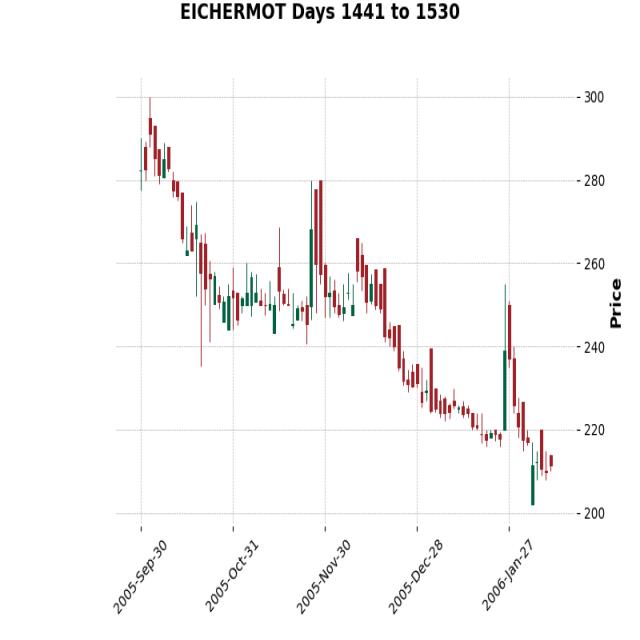 EICHERMOT Days 1441 to 1530
300
280
260
240
220
200
Price
2005-Sep-30
2005-Oct-31
2005-Nov-30
2005-Dec-28
2006-Jan-27